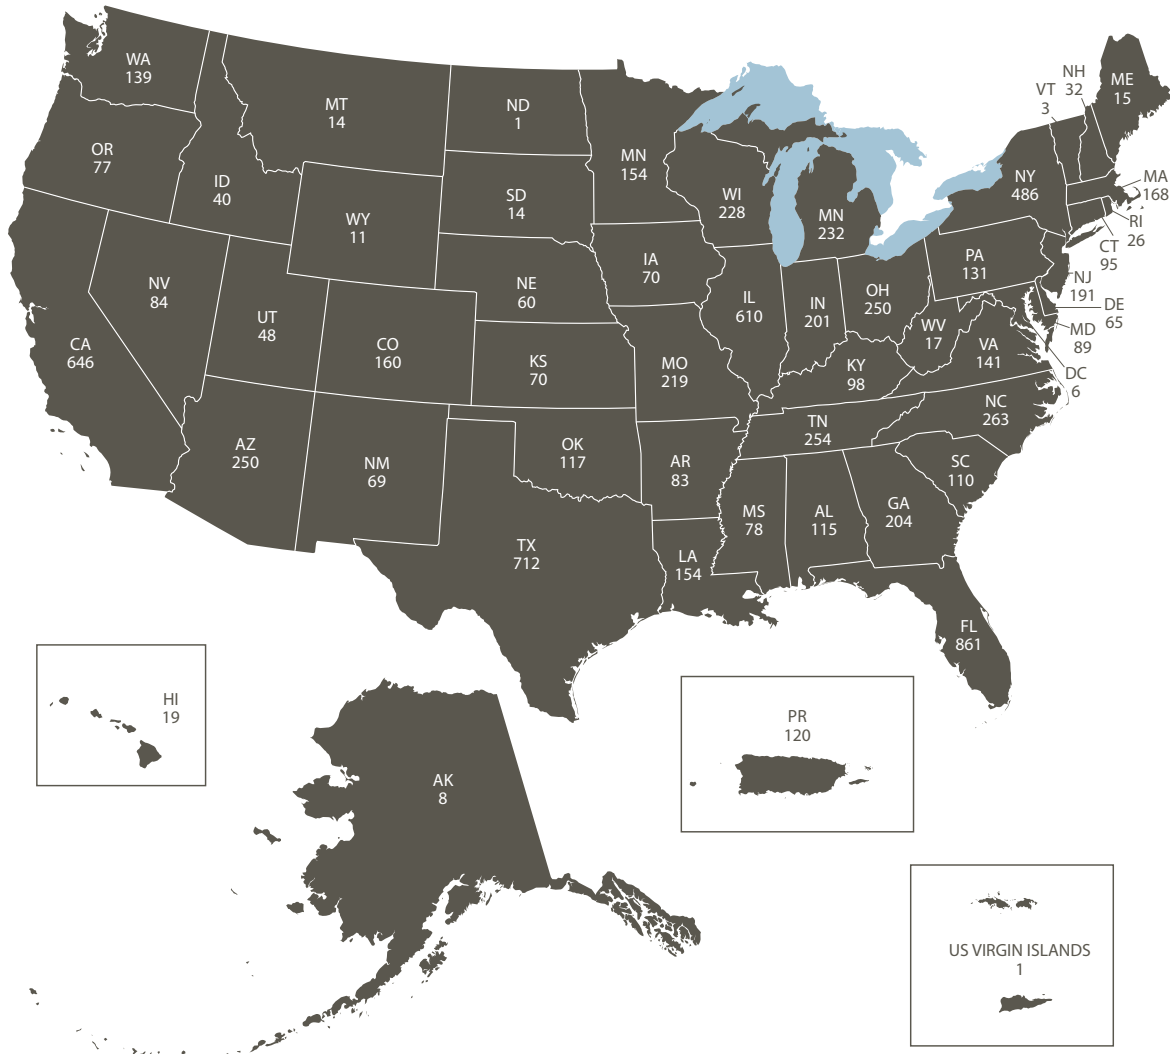 WA
139
MT
14
ND
1
MN
154
VT
3
NH
32
ME
15
OR
77
ID
40
WY
11
SD
14
WI
228
MN
232
NY
486
MA
168
RI
26
CT
95
NV
84
UT
48
CO
160
NE
60
IA
70
IL
610
IN
201
OH
250
PA
131
NJ
191
DE
65
MD
89
DC
6
CA
646
KS
70
MO
219
KY
98
WV
17
VA
141
AZ
250
NM
69
OK
117
AR
83
TN
254
NC
263
SC
110
TX
712
LA
154
MS
78
AL
115
GA
204
FL
861
HI
19
AK
8
PR
120
US VIRGIN ISLANDS
1